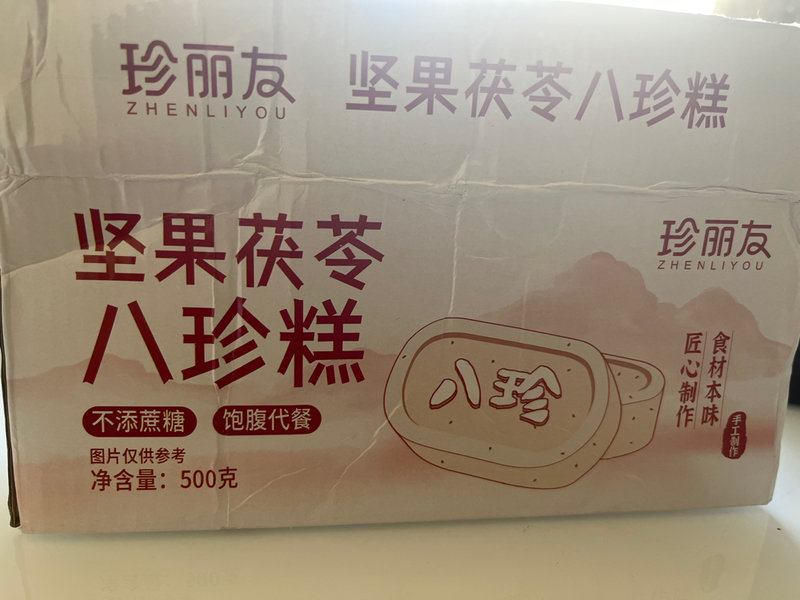 珍丽友
ZHENLIYOU
坚果茯苓八珍糕
坚果茯苓
八珍糕
不添蔗糖
饱腹代餐
图片仅供参考
净含量：500克
八珍
珍丽友
ZHENLIYOU
食材本味
匠心制作
手工制作